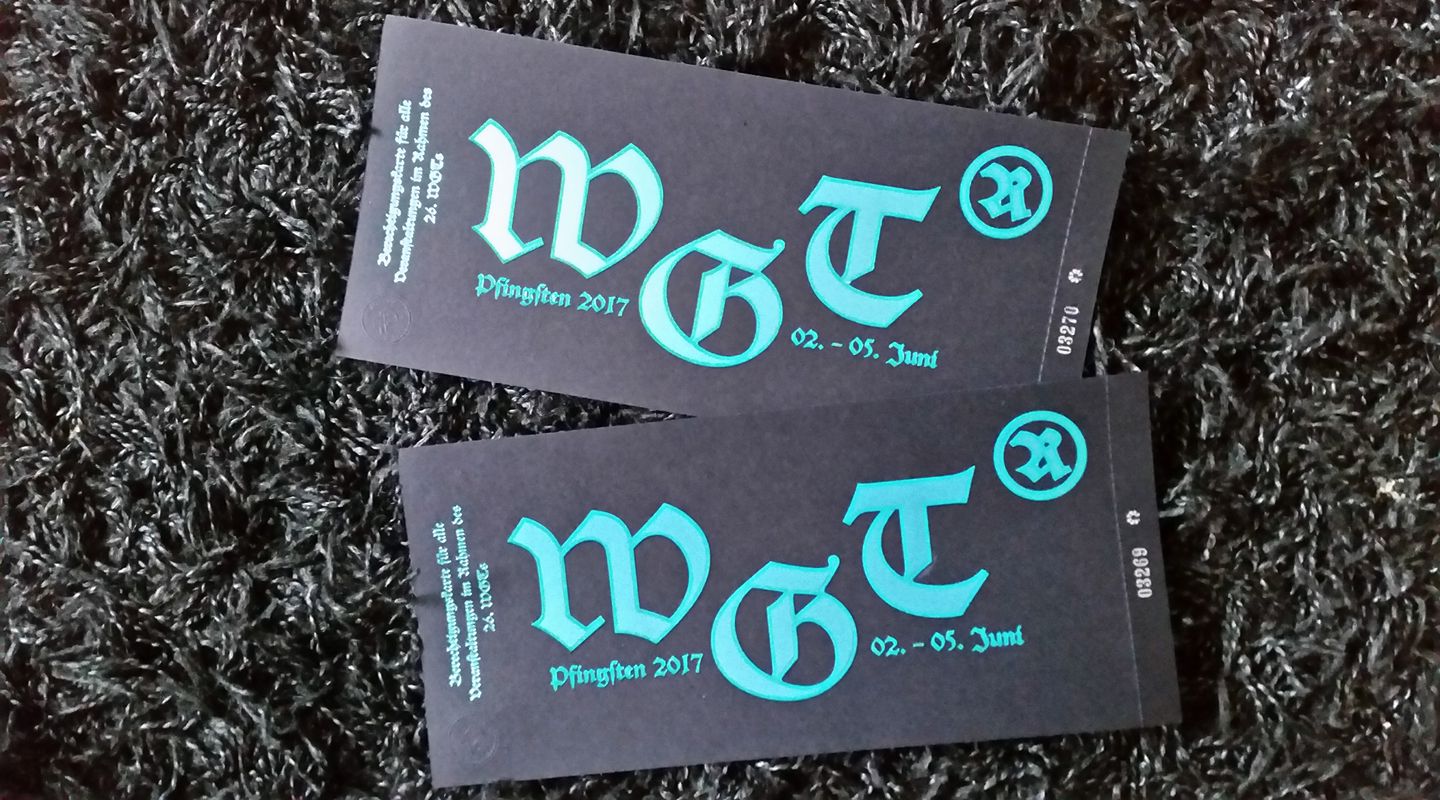 Berechtigungskarte für alle
Veranstaltungen im Rahmen des
26. WGTs
WGT
®
Pfingsten 2017
02. - 05. Juni
03270
Berechtigungskarte für alle
Veranstaltungen im Rahmen des
26. WGTs
WGT
®
Pfingsten 2017
02. - 05. Juni
03269